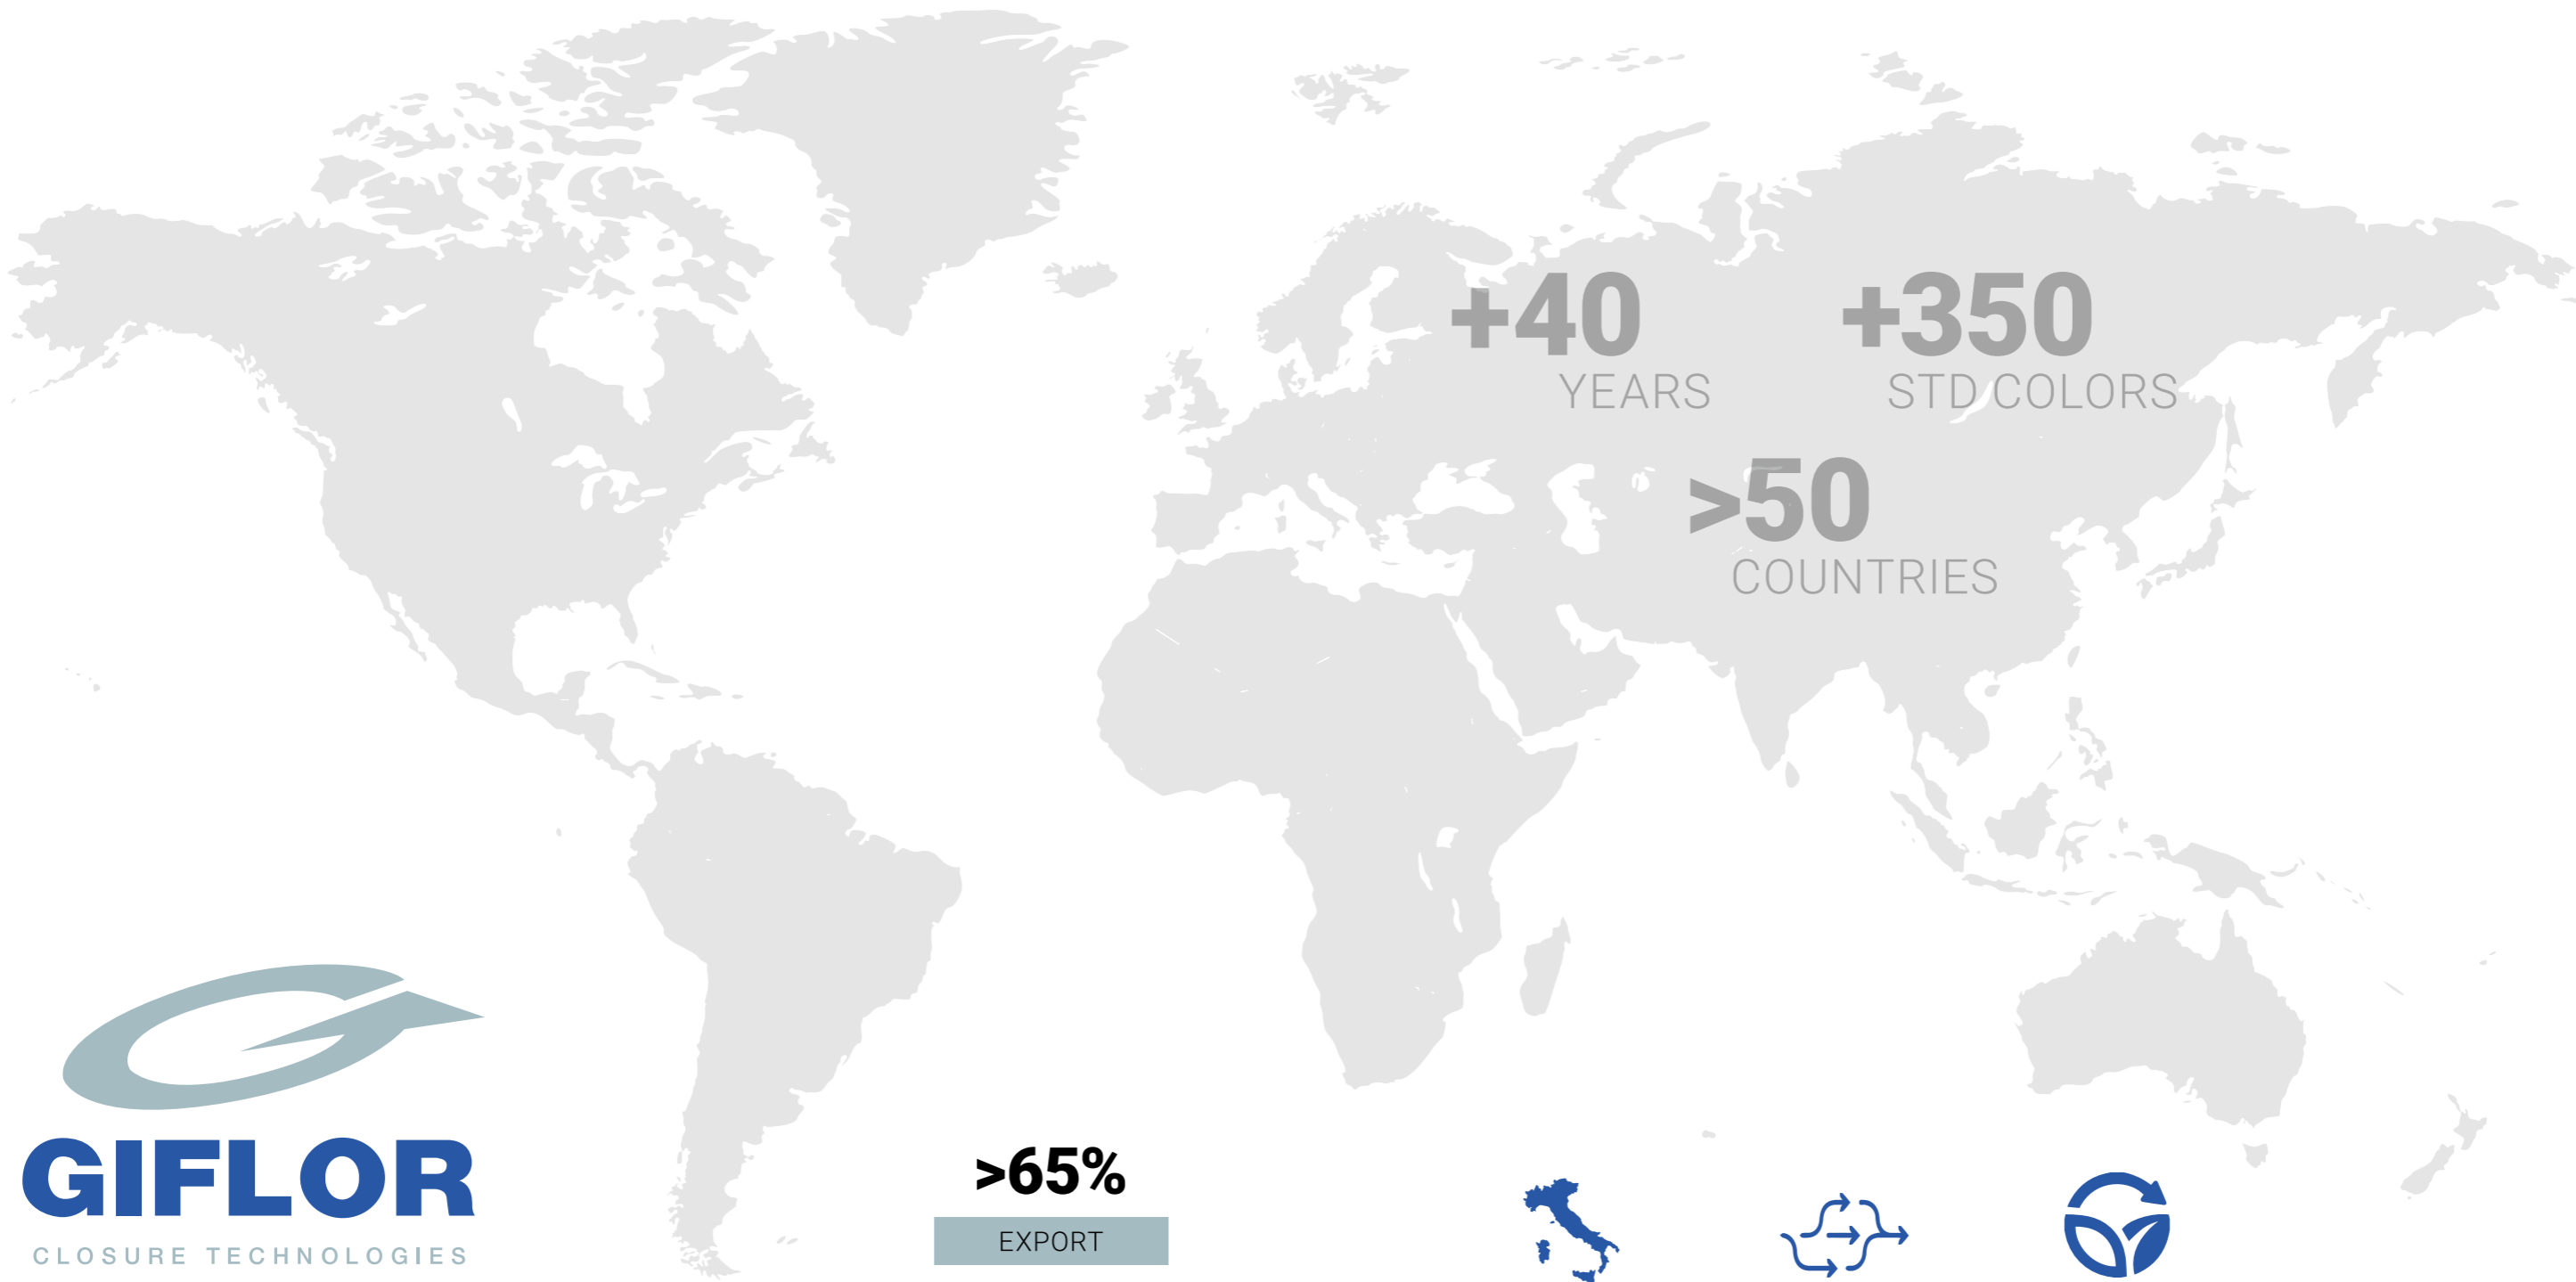 +40
YEARS
+350
STD COLORS
>50
COUNTRIES
GIFLOR
CLOSURE TECHNOLOGIES
>65%
EXPORT